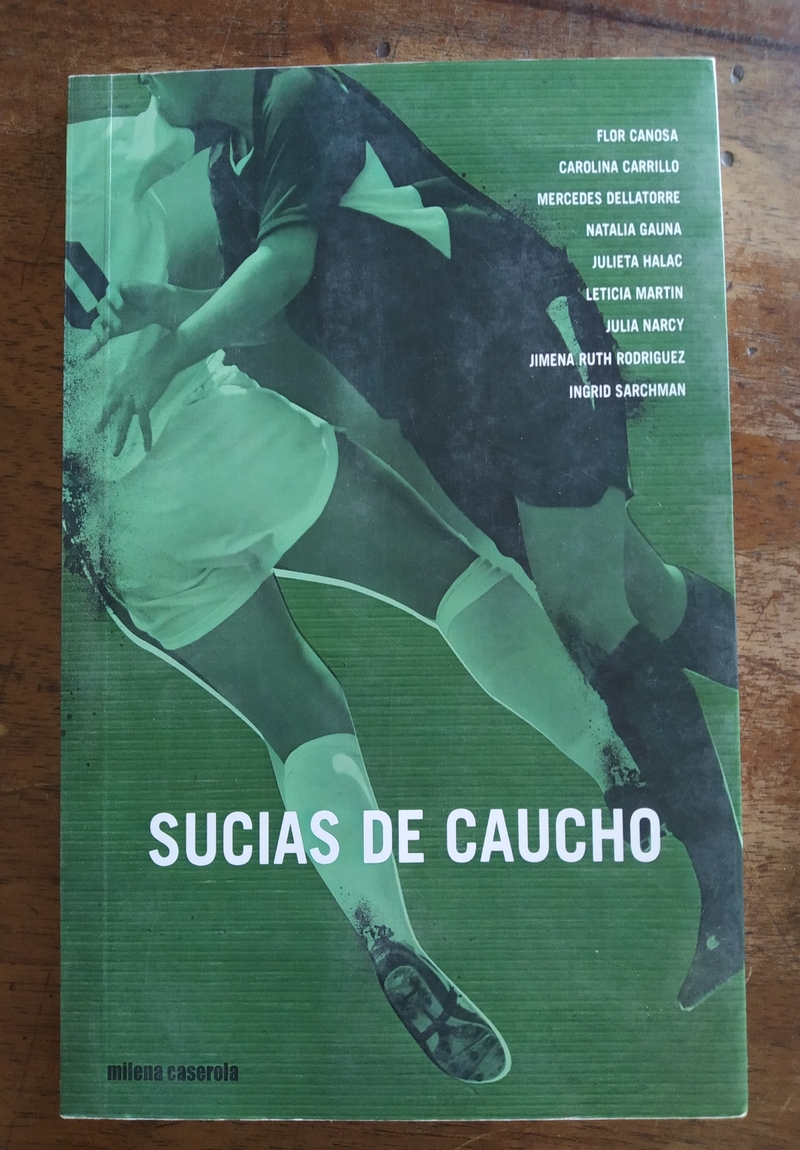 FLOR CANOSA
CAROLINA CARRILLO
MERCEDES DELLATORRE
NATALIA GAUNA
JULIETA HALAC
LETICIA MARTIN
JULIA NARCY
JIMENA RUTH RODRIGUEZ
INGRID SARCHMAN
SUCIAS DE CAUCHO
milena caserola